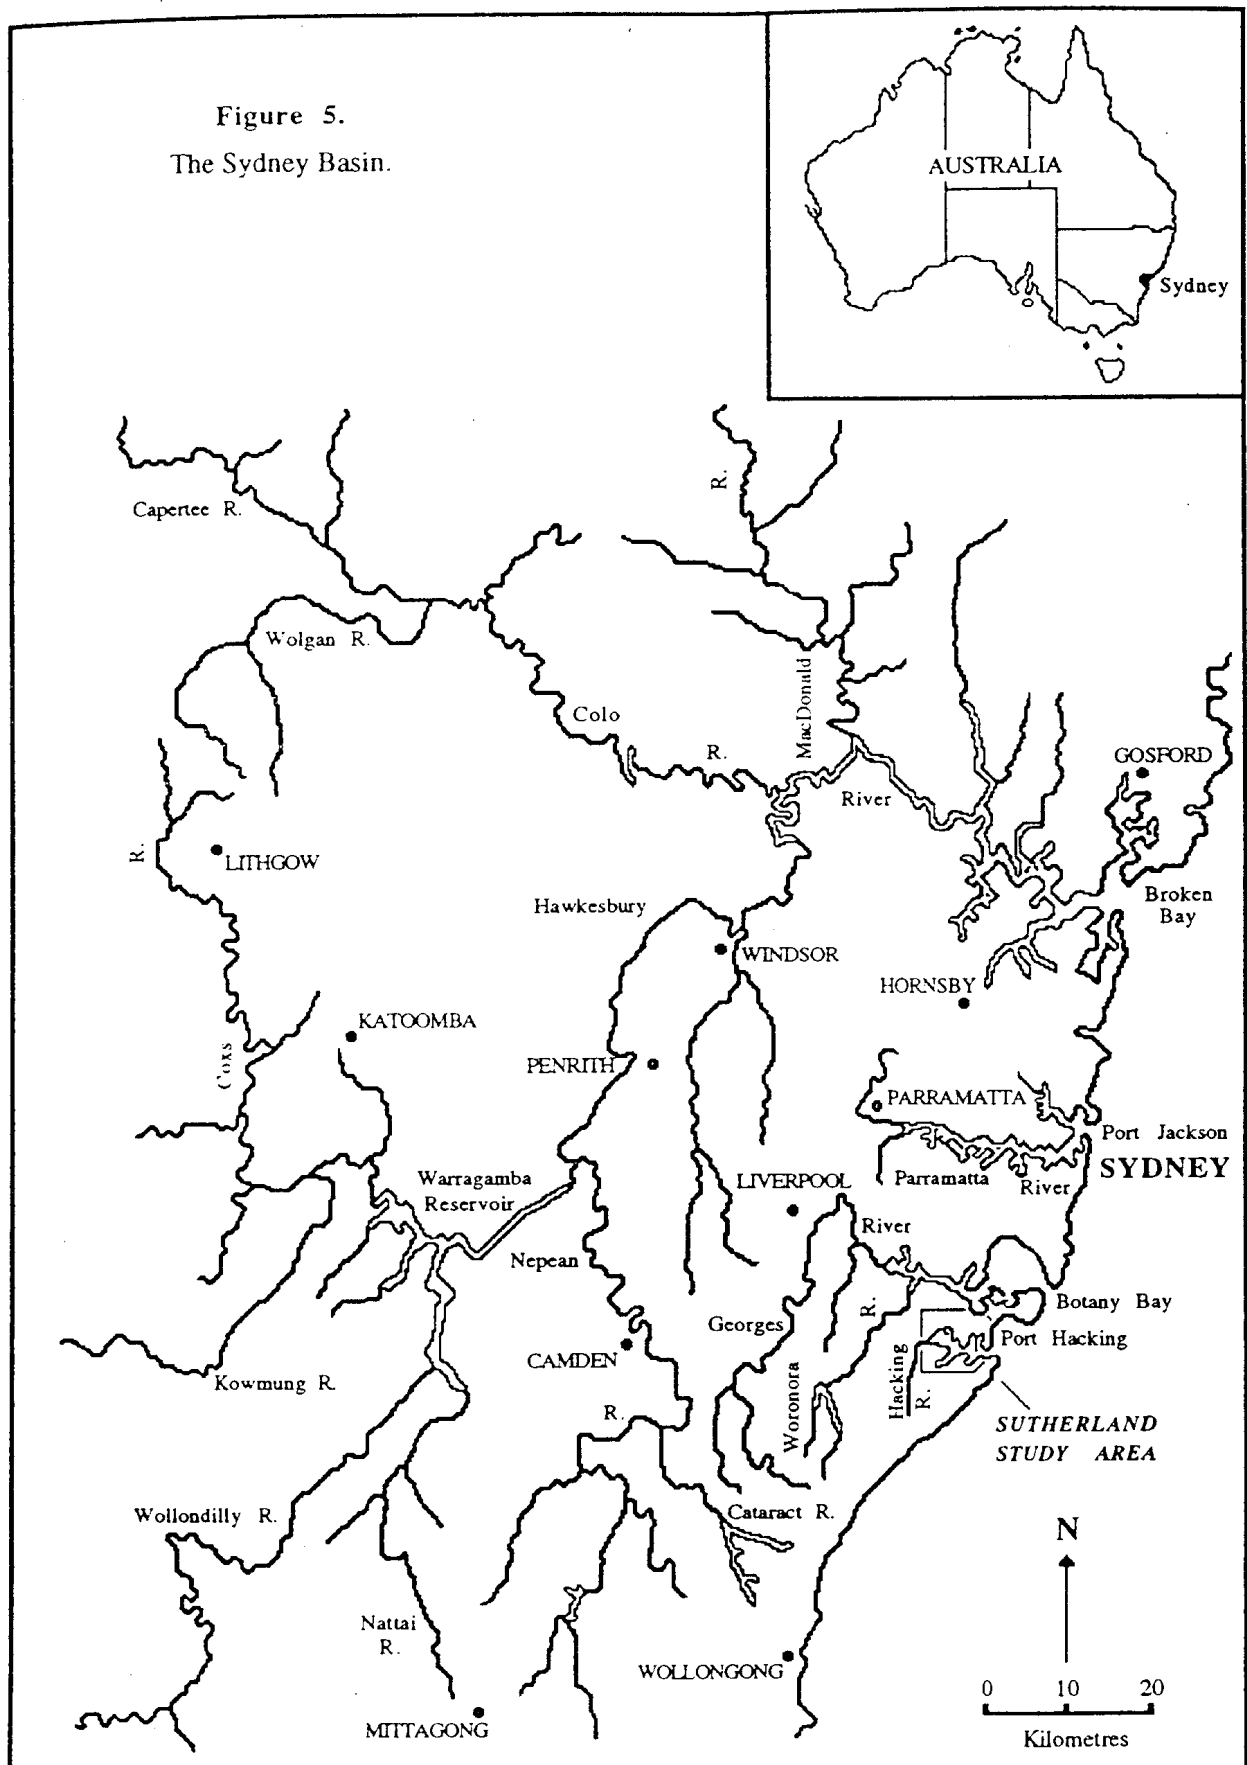 Figure 5.
The Sydney Basin.
AUSTRALIA
Sydney
R.
Capertee R.
Wolgan R.
MacDonald
Colo
R.
GOSFORD
River
R.
LITHGOW
Broken
Bay
Hawkesbury
WINDSOR
HORNSBY
KATOOMBA
Coxs
PENRITH
PARRAMATTA
Port Jackson
SYDNEY
Warragamba
Reservoir
Parramatta
River
LIVERPOOL
River
Nepean
Botany Bay
R.
Georges
Port Hacking
CAMDEN
Hacking
R.
Kowmung R.
Woronora
R.
SUTHERLAND
STUDY AREA
Wollondilly R.
Cataract R.
N
Nattai
R.
WOLLONGONG
0 10 20
Kilometres
MITTAGONG